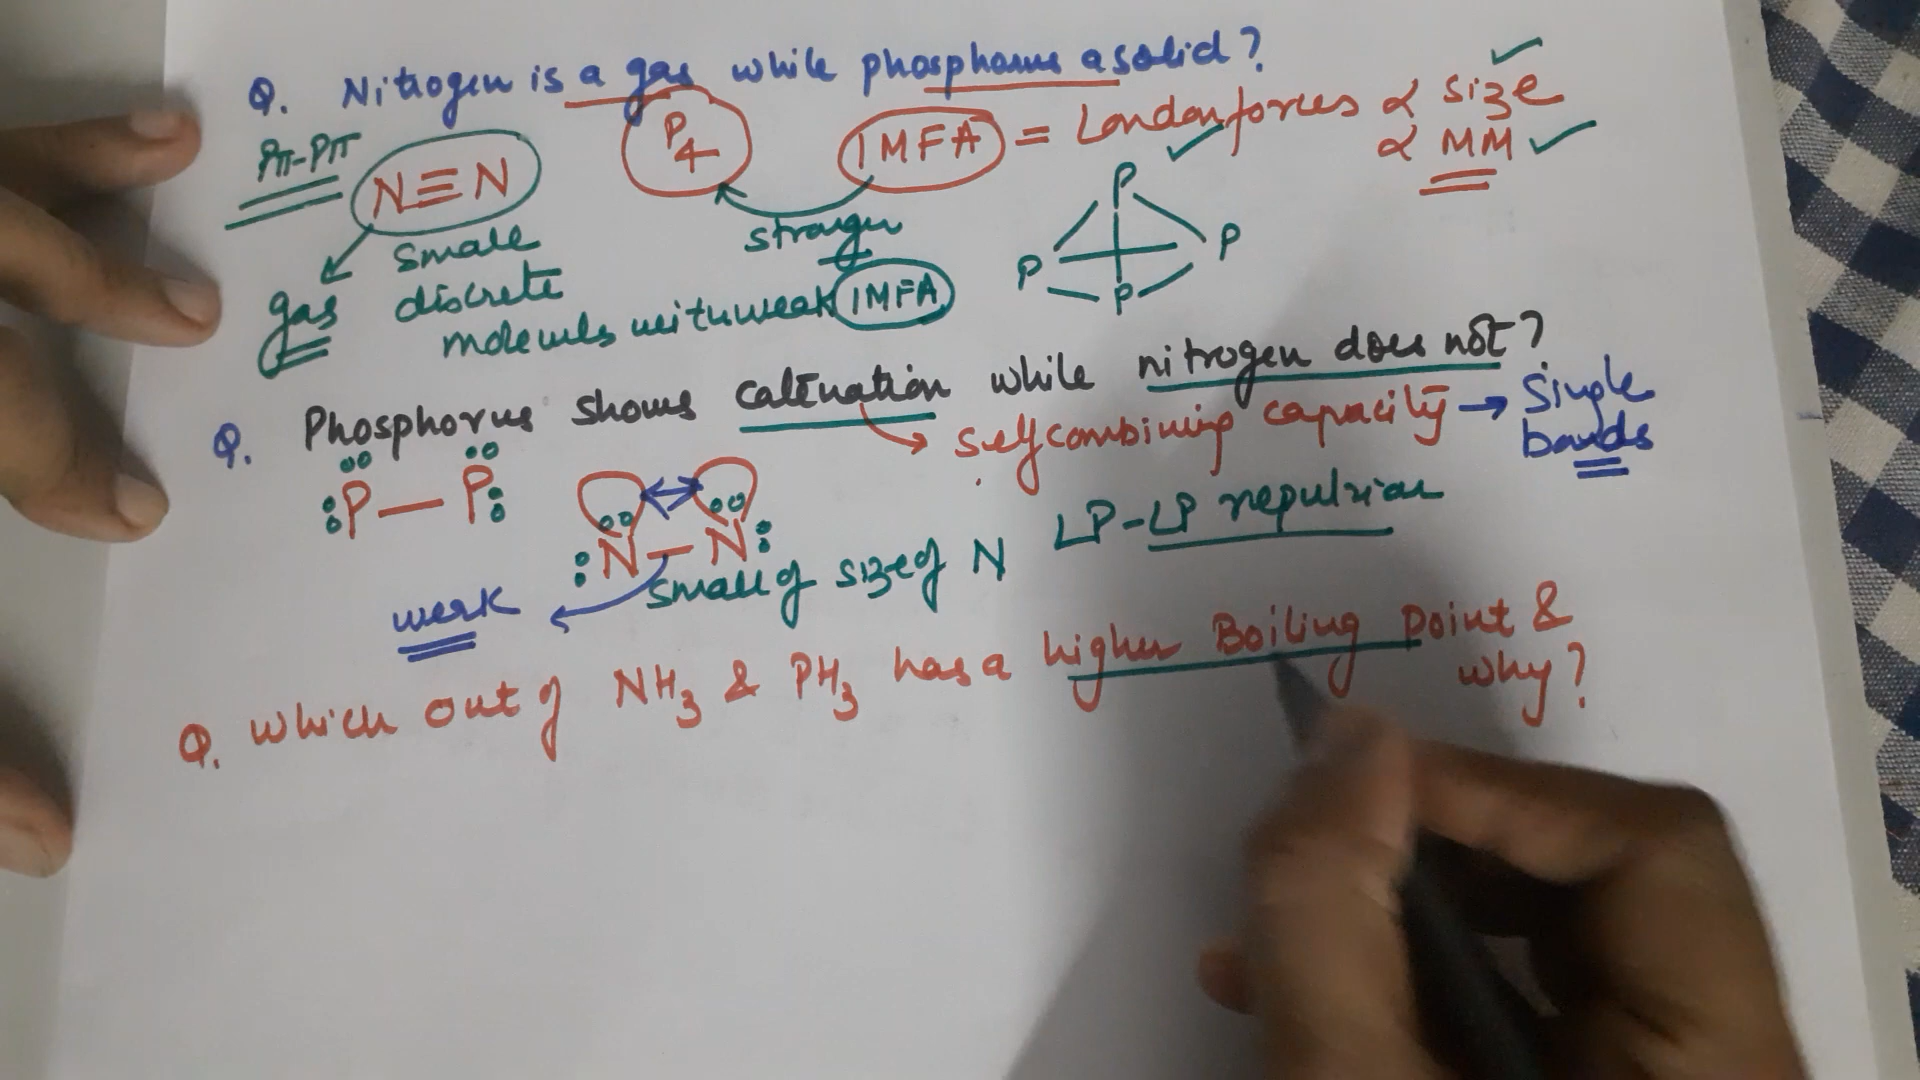 Q. Nitrogen is a gas while phosphorus a solid?
Pπ-Pπ N≡N P4 IMFA = London forces α size
α MM
small stronger
gas discrete
molecules with weak IMFA
P
P P
P
Q. Phosphorus shows catenation while nitrogen does not?
self combining capacity → single
bonds
:P — P:
:N — N: LP-LP repulsion
weak small of size of N
Q. Which out of NH3 & PH3 has a higher Boiling Point &
why?